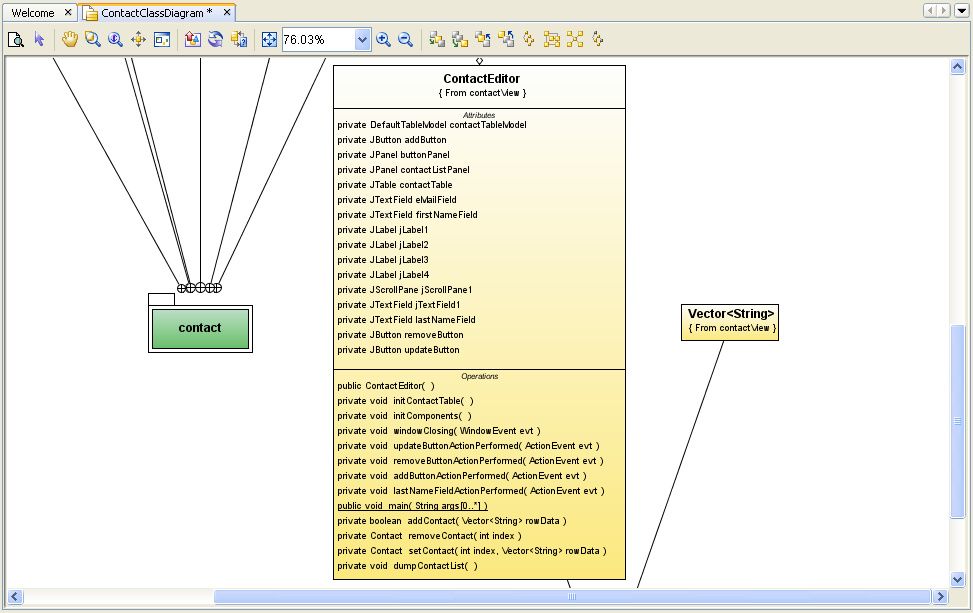 Welcome
ContactClassDiagram *
76.03%
ContactEditor
{ From contactView }
Attributes
private DefaultTableModel contactTableModel
private JButton addButton
private JPanel buttonPanel
private JPanel contactListPanel
private JTable contactTable
private JTextField eMailField
private JTextField firstNameField
private JLabel jLabel1
private JLabel jLabel2
private JLabel jLabel3
private JLabel jLabel4
private JScrollPane jScrollPane1
private JTextField jTextField1
private JTextField lastNameField
private JButton removeButton
private JButton updateButton
Operations
public ContactEditor( )
private void initContactTable( )
private void initComponents( )
private void windowClosing( WindowEvent evt )
private void updateButtonActionPerformed( ActionEvent evt )
private void removeButtonActionPerformed( ActionEvent evt )
private void addButtonActionPerformed( ActionEvent evt )
private void lastNameFieldActionPerformed( ActionEvent evt )
public void main( String args[0..*] )
private boolean addContact( Vector<String> rowData )
private Contact removeContact( int index )
private Contact setContact( int index, Vector<String> rowData )
private void dumpContactList( )
contact
Vector<String>
{ From contactView }